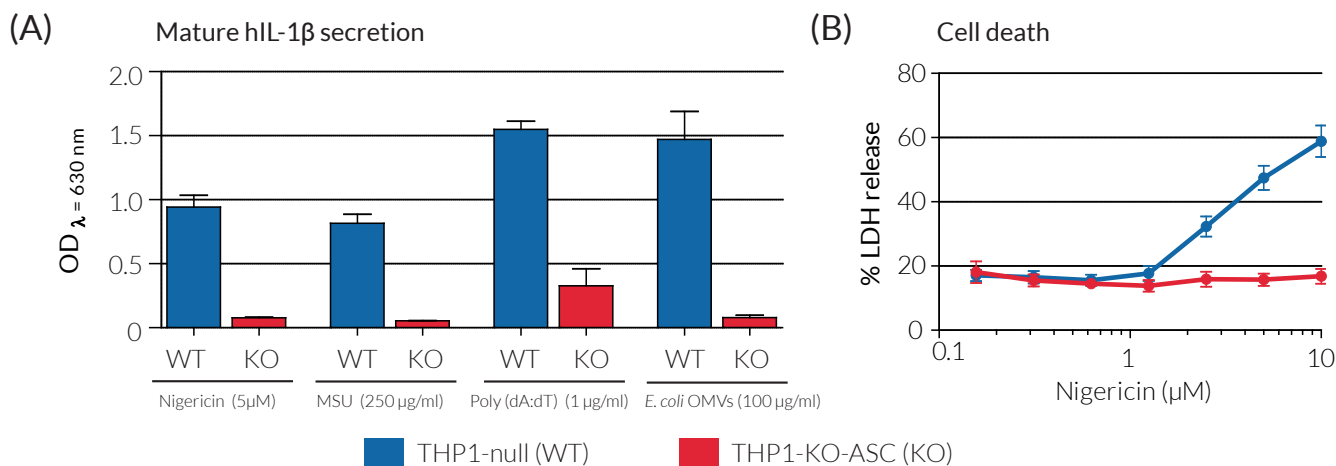 (A) Mature hIL-1β secretion
2.0
1.5
1.0
0.5
0
OD λ = 630 nm
WT KO WT KO WT KO WT KO
Nigericin (5µM) MSU (250 µg/ml) Poly (dA:dT) (1 µg/ml) E. coli OMVs (100 µg/ml)
(B) Cell death
80
60
40
20
0
% LDH release
0.1 1 10
Nigericin (µM)
THP1-null (WT) THP1-KO-ASC (KO)